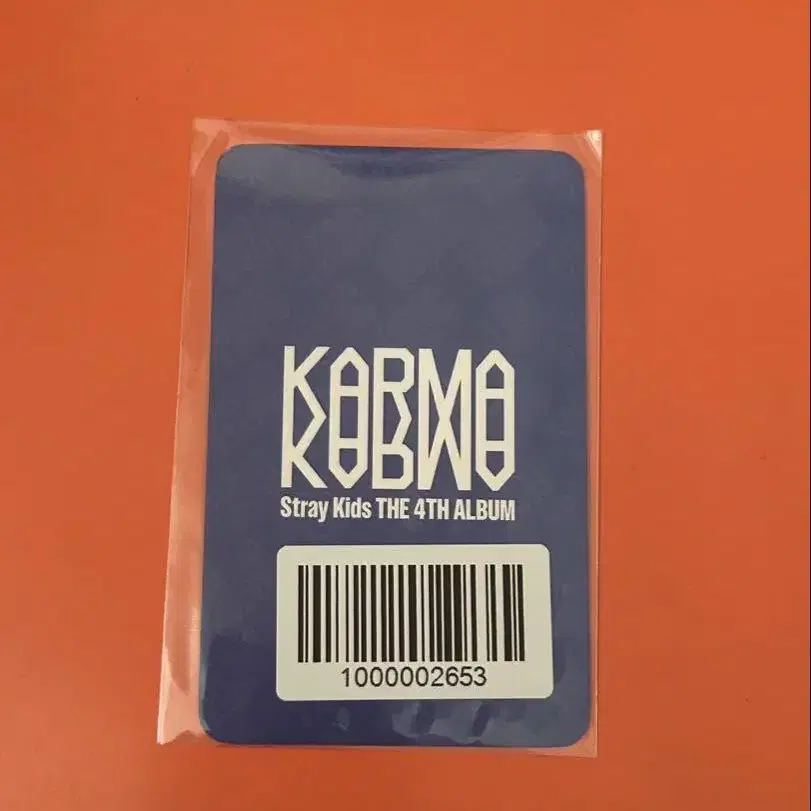 KARMA
Stray Kids THE 4TH ALBUM
1000002653